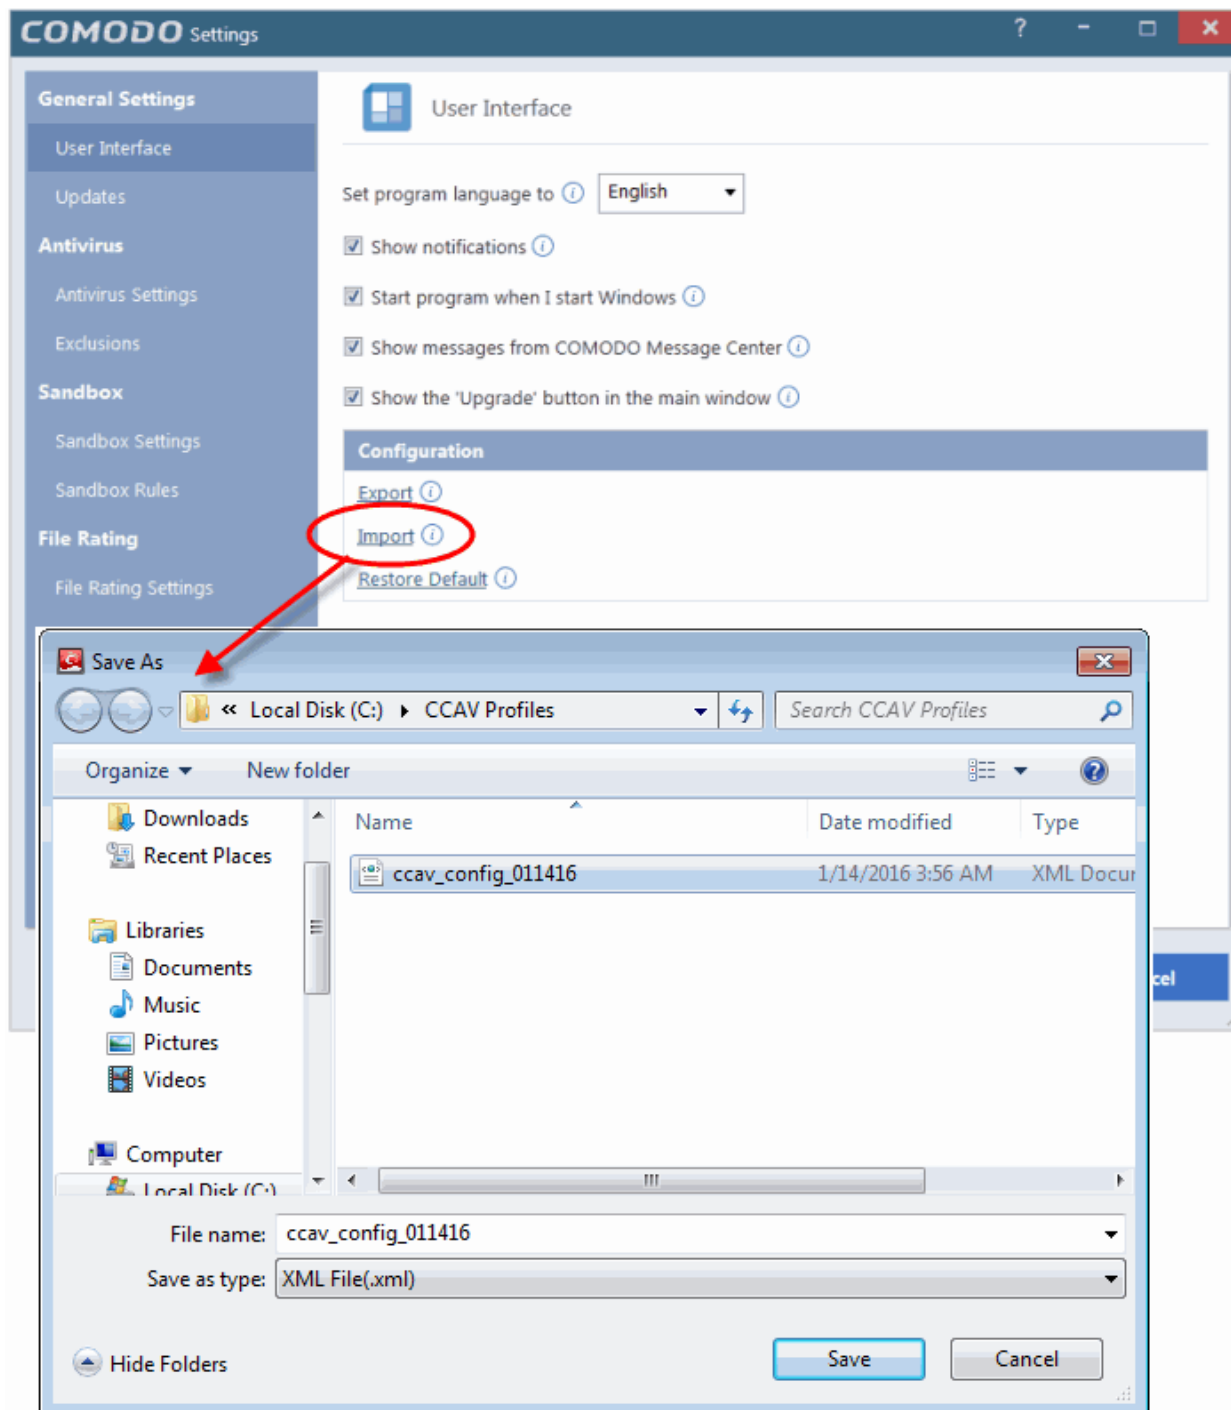 COMODO Settings ?
General Settings
User Interface
Updates
Antivirus
Antivirus Settings
Exclusions
Sandbox
Sandbox Settings
Sandbox Rules
File Rating
File Rating Settings
User Interface
Set program language to English
Show notifications
Start program when I start Windows
Show messages from COMODO Message Center
Show the 'Upgrade' button in the main window
Configuration
Export
Import
Restore Default
Save As
« Local Disk (C:) CCAV Profiles Search CCAV Profiles
Organize New folder
Downloads
Recent Places
Libraries
Documents
Music
Pictures
Videos
Computer
Local Disk (C:)
Name Date modified Type
ccav_config_011416 1/14/2016 3:56 AM XML Docur
File name: ccav_config_011416
Save as type: XML File(.xml)
Hide Folders Save Cancel
cel